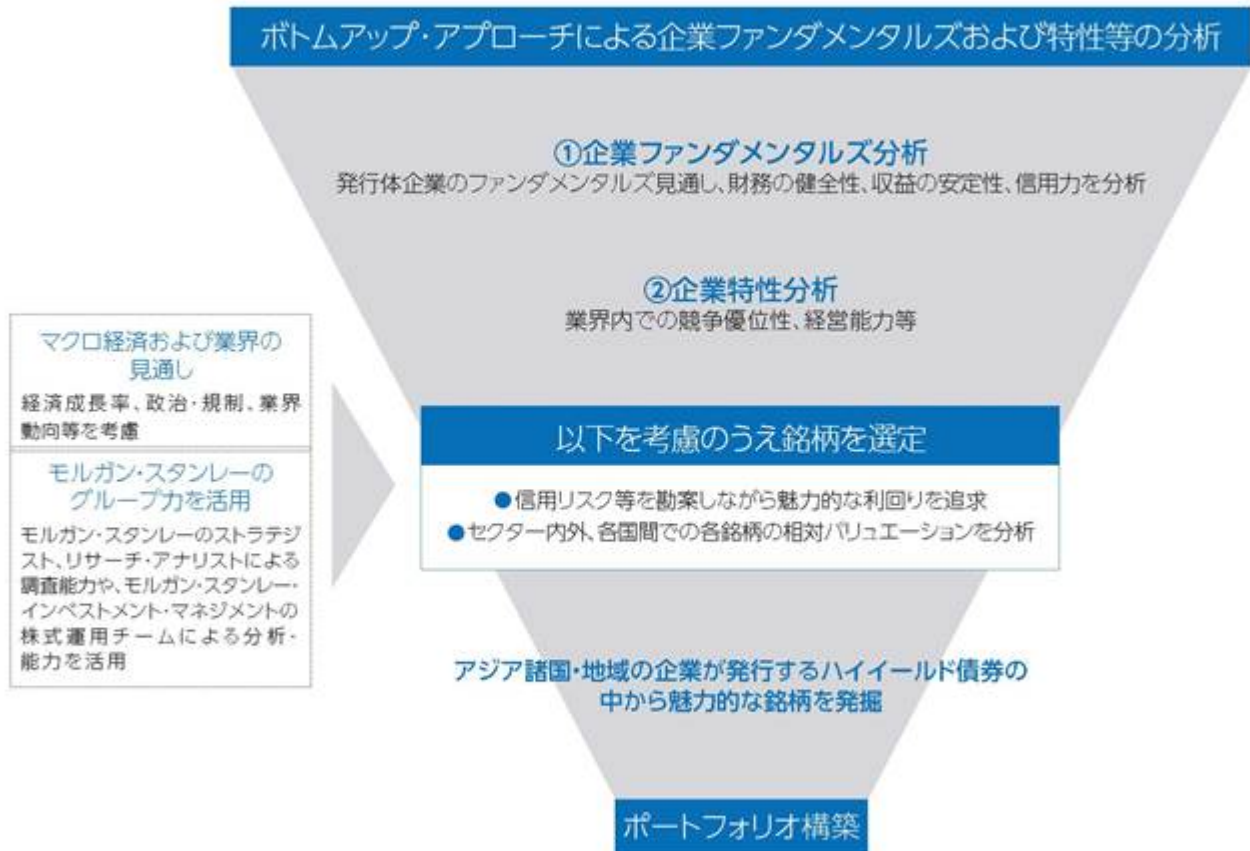 ボトムアップ・アプローチによる企業ファンダメンタルズおよび特性等の分析
①企業ファンダメンタルズ分析
発行体企業のファンダメンタルズ見通し、財務の健全性、収益の安定性、信用力を分析
②企業特性分析
業界内での競争優位性、経営能力等
マクロ経済および業界の
見通し
経済成長率、政治・規制、業界
動向等を考慮
モルガン・スタンレーの
グループ力を活用
モルガン・スタンレーのストラテジ
スト、リサーチ・アナリストによる
調査能力や、モルガン・スタンレー・
インベストメント・マネジメントの
株式運用チームによる分析・
能力を活用
以下を考慮のうえ銘柄を選定
●信用リスク等を勘案しながら魅力的な利回りを追求
●セクター内外、各国間での各銘柄の相対バリュエーションを分析
アジア諸国・地域の企業が発行するハイイールド債券の
中から魅力的な銘柄を発掘
ポートフォリオ構築